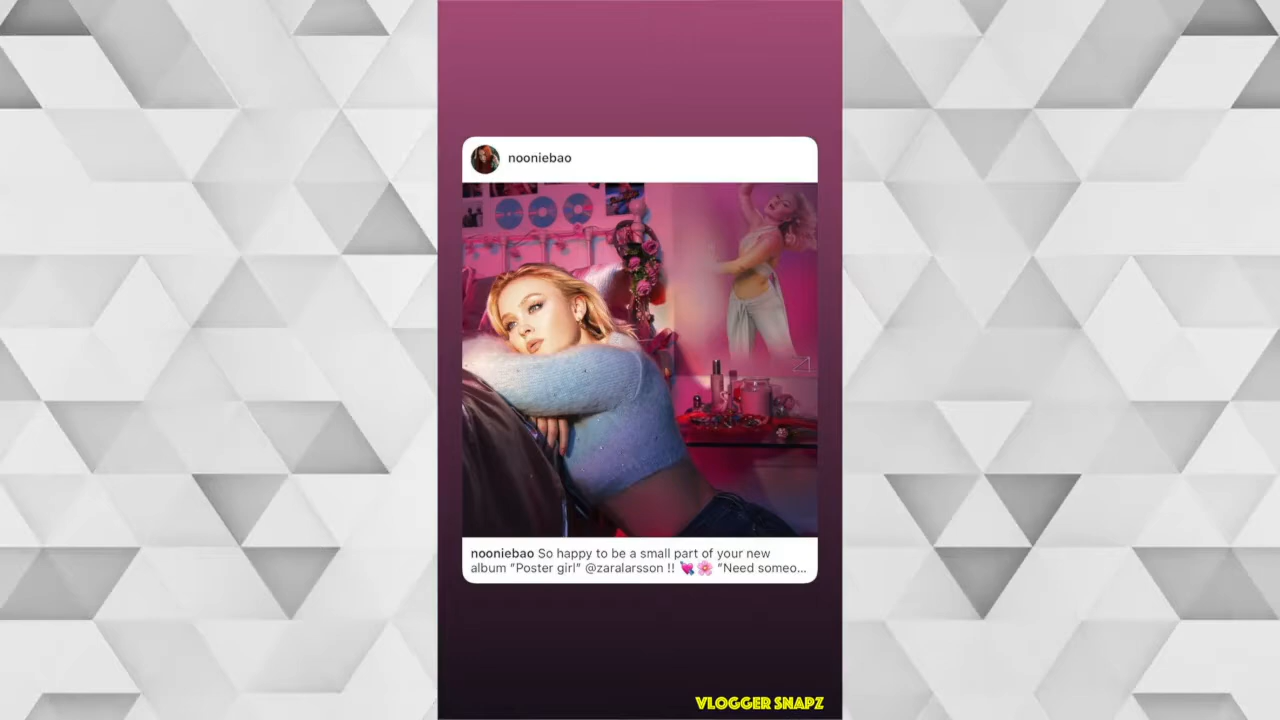 nooniebao
nooniebao So happy to be a small part of your new
album "Poster girl" @zaralarsson !! 💘🌸 "Need someo...
VLOGGER SNAPZ